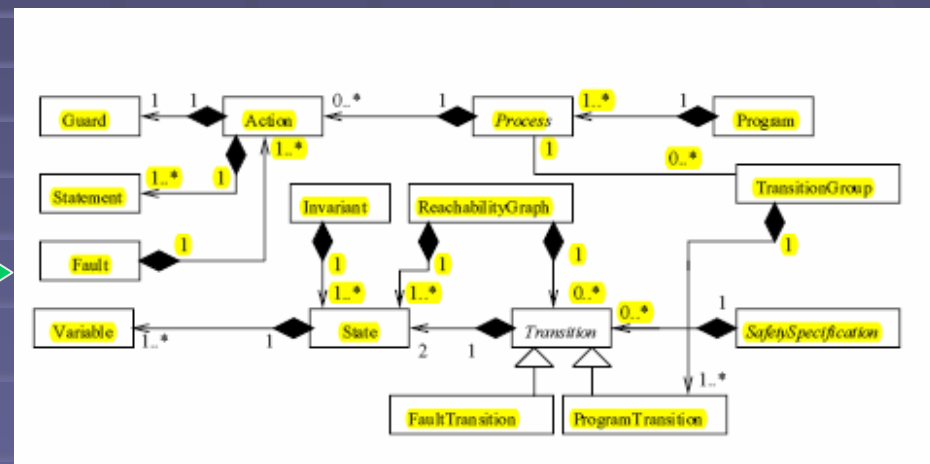 1 1 0..* 1 1..* 1
Guard Action Process Program
1..* 1 0..*
1..* 1 TransitionGroup
Statement Invariant ReachabilityGraph
1 1
Fault 1 1 1
1..* 1..* 0..* 0..* 1
Variable State Transition SafetySpecification
1..* 1 2 1
1..*
FaultTransition ProgramTransition